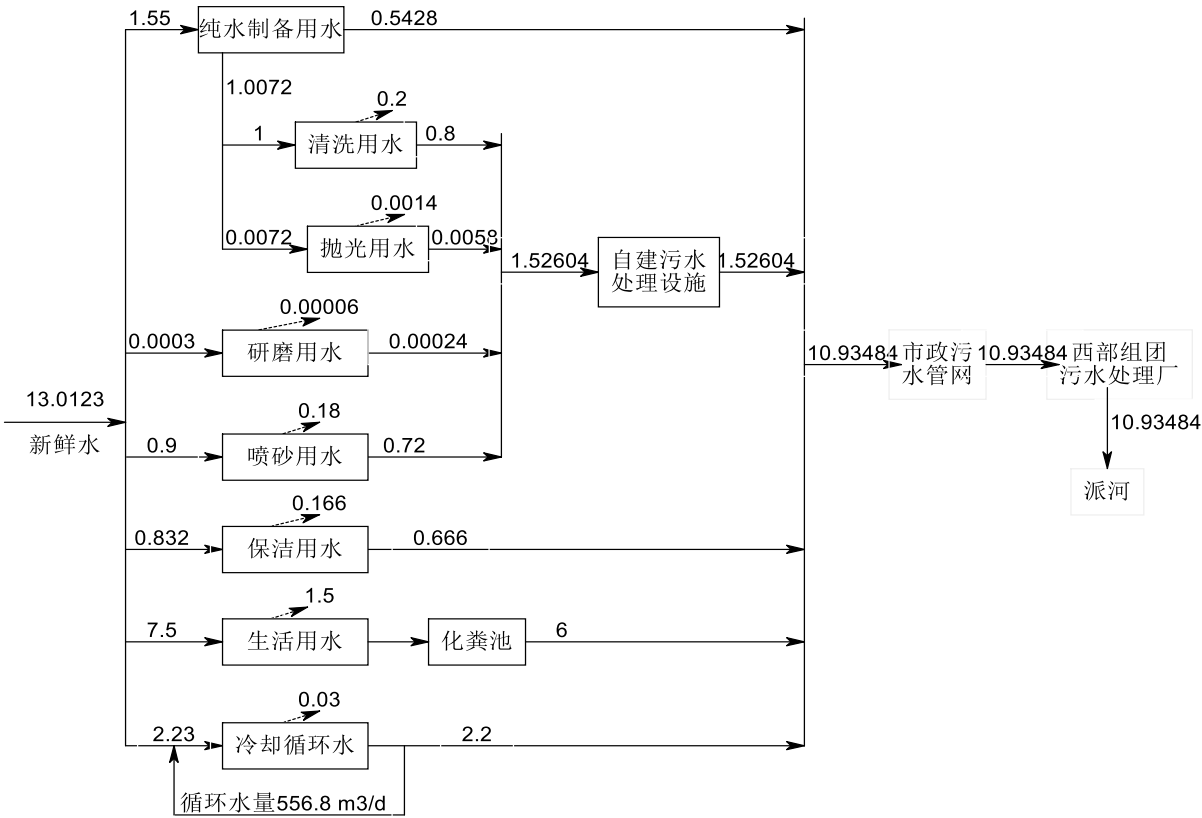 1.55
纯水制备用水
0.5428
1.0072
0.2
1
清洗用水
0.8
0.0014
0.0072
抛光用水
0.0058
1.52604
自建污水
处理设施
1.52604
0.00006
0.0003
研磨用水
0.00024
10.93484
市政污
水管网
10.93484
西部组团
污水处理厂
13.0123
新鲜水
0.18
0.9
喷砂用水
0.72
10.93484
派河
0.166
0.832
保洁用水
0.666
1.5
7.5
生活用水
化粪池
6
0.03
2.23
冷却循环水
2.2
循环水量556.8 m3/d